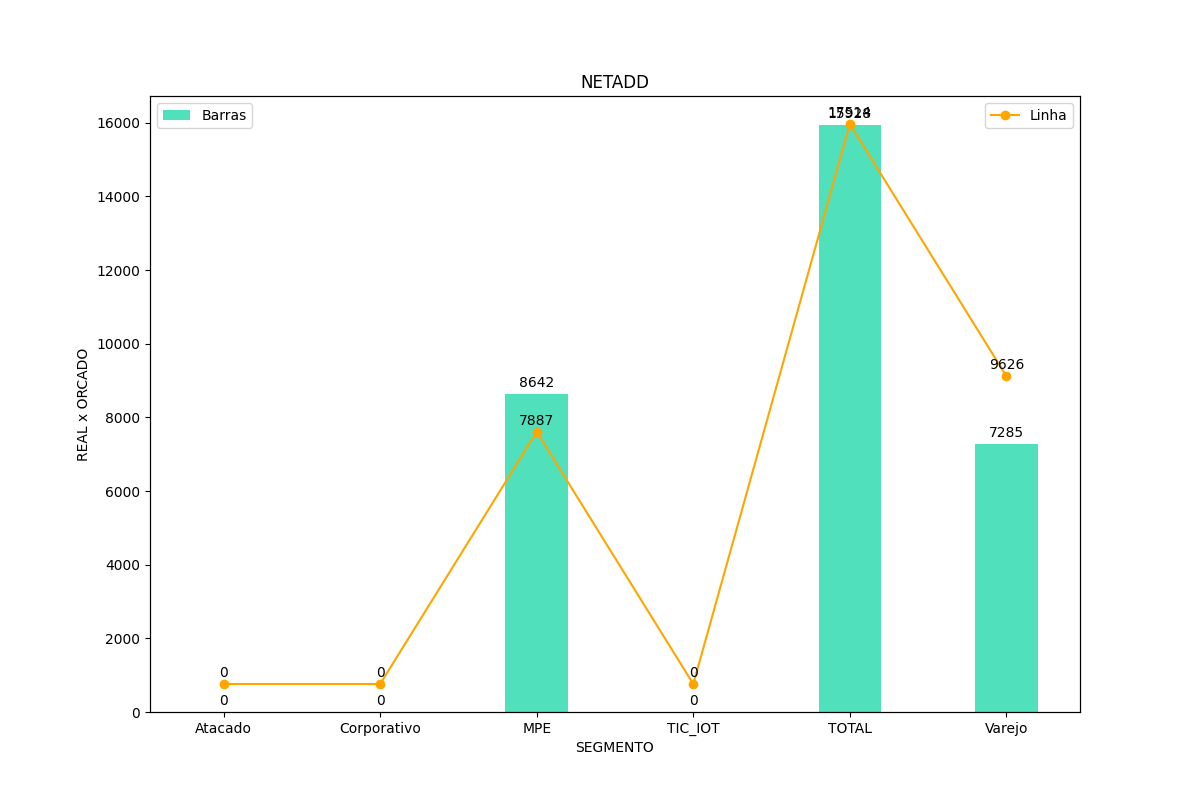 NETADD
Barras
Linha
REAL x ORCADO
16000
14000
12000
10000
8000
6000
4000
2000
0
8642
7887
9626
7285
0
0
0
0
0
0
Atacado
Corporativo
MPE
TIC_IOT
TOTAL
Varejo
SEGMENTO